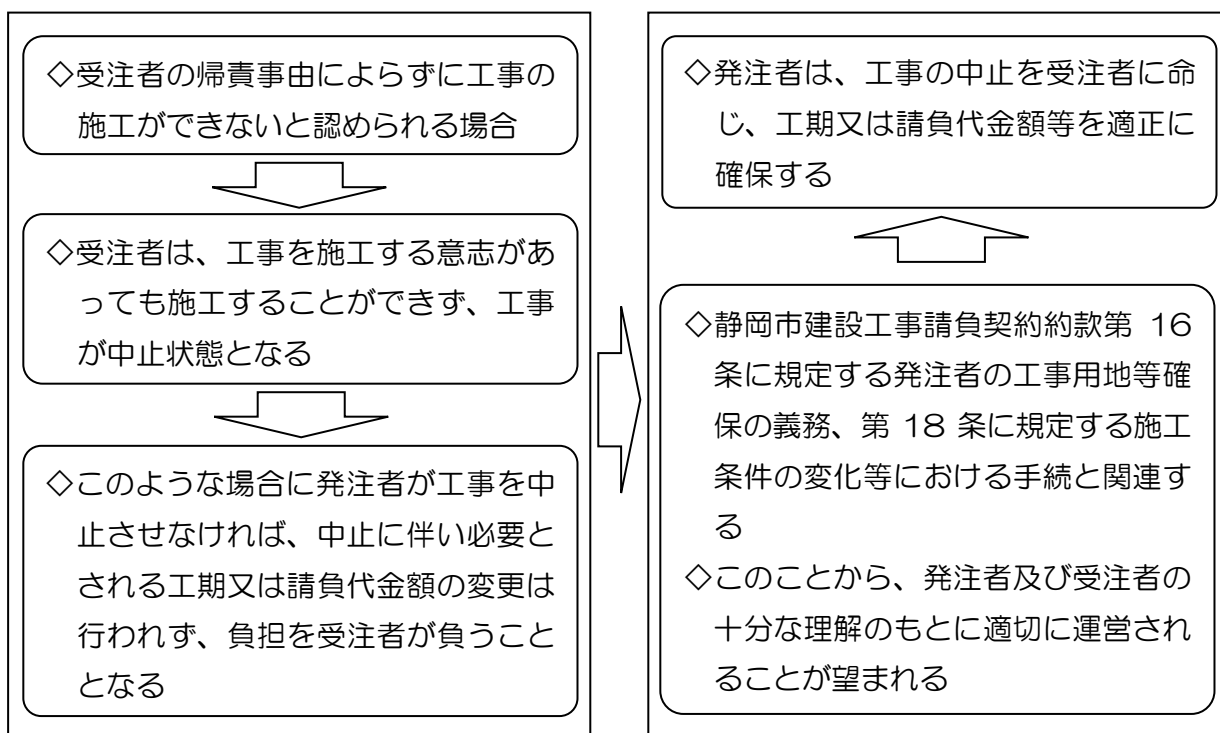 ◇受注者の帰責事由によらずに工事の
施工ができないと認められる場合
◇受注者は、工事を施工する意志があ
っても施工することができず、工事
が中止状態となる
◇このような場合に発注者が工事を中
止させなければ、中止に伴い必要と
される工期又は請負代金額の変更は
行われず、負担を受注者が負うこと
となる
◇発注者は、工事の中止を受注者に命
じ、工期又は請負代金額等を適正に
確保する
◇静岡市建設工事請負契約約款第 16
条に規定する発注者の工事用地等確
保の義務、第 18 条に規定する施工
条件の変化等における手続と関連す
る
◇このことから、発注者及び受注者の
十分な理解のもとに適切に運営され
ることが望まれる